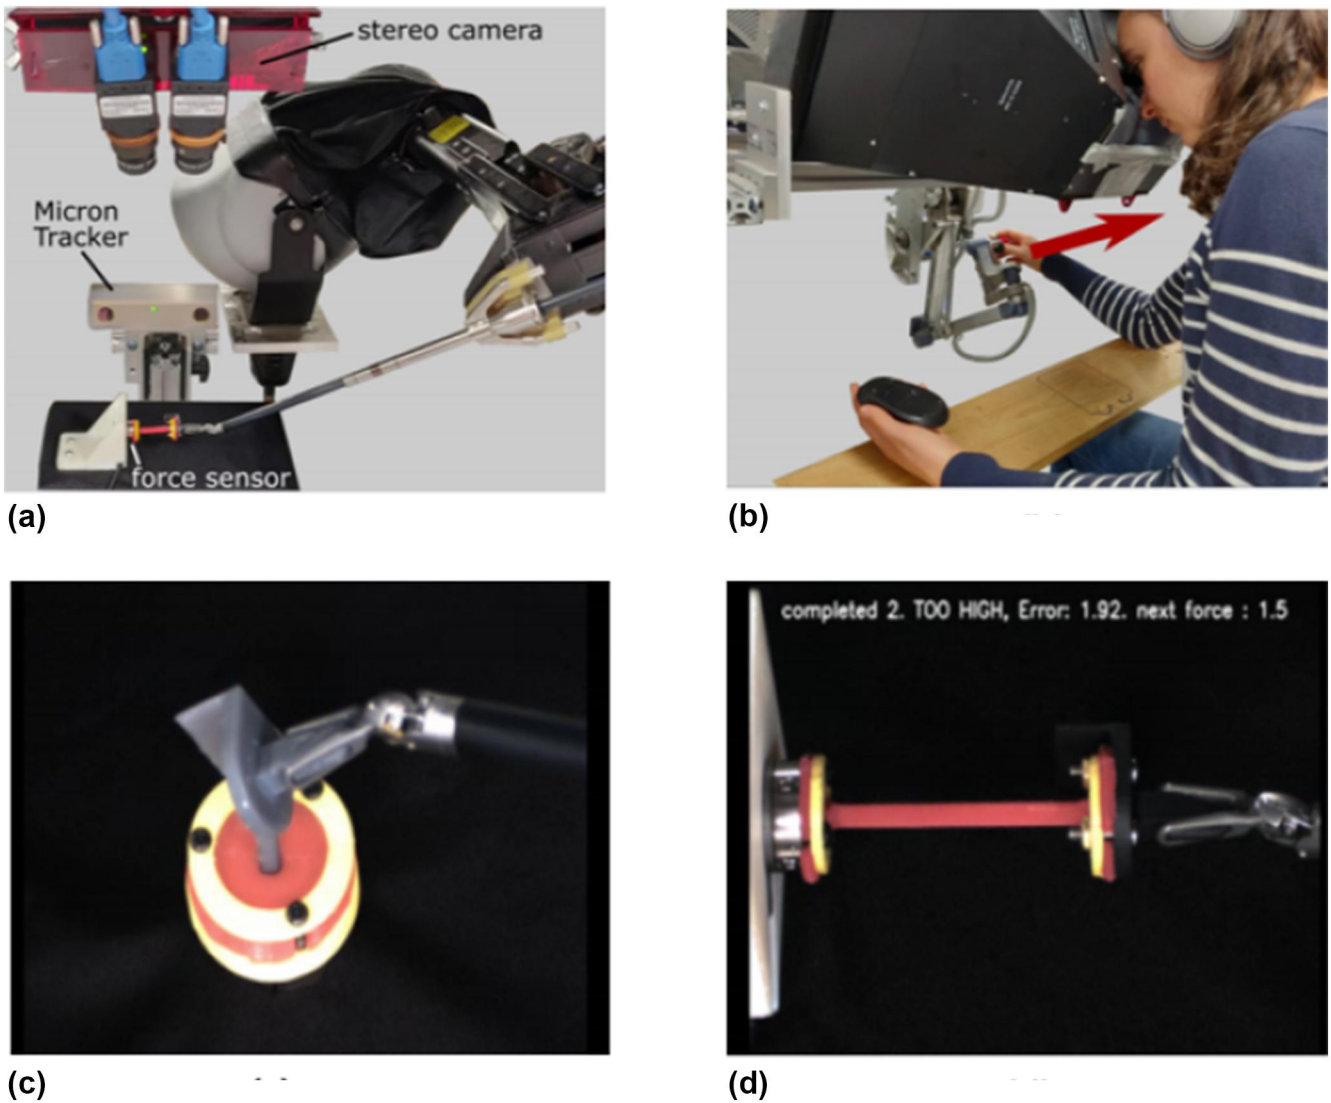 stereo camera
Micron
Tracker
force sensor
(a)
(b)
completed 2. TOO HIGH, Error: 1.92. next force : 1.5
(c)
(d)